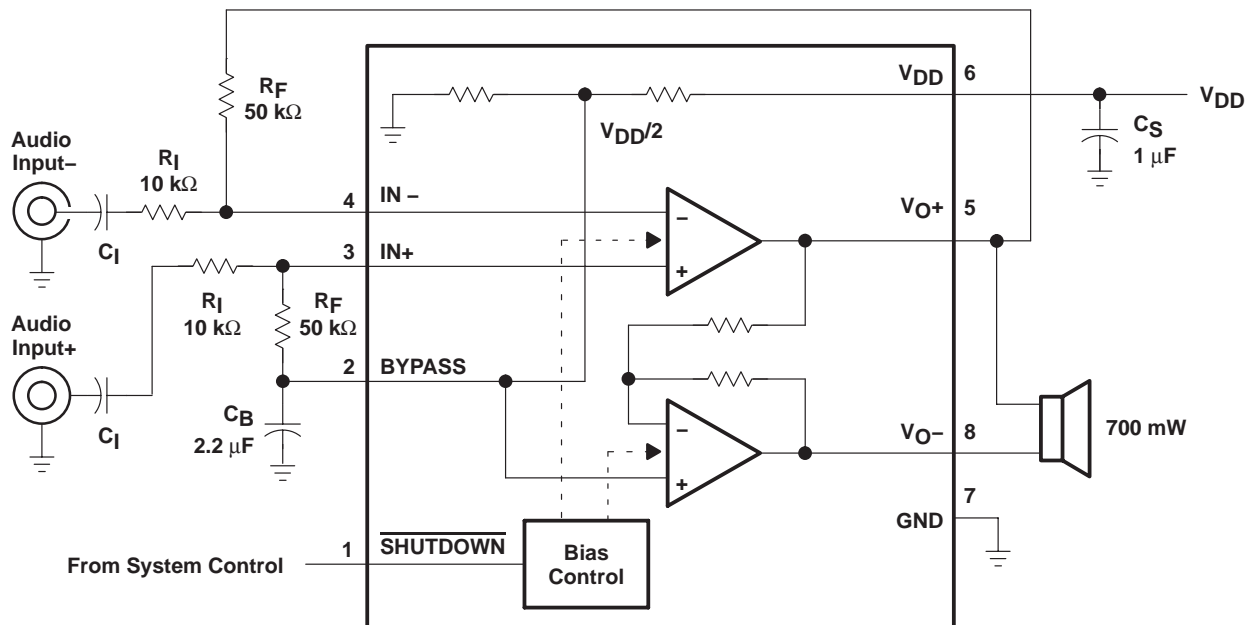 VDD
6
RF
50 kΩ
VDD
VDD/2
CS
1 μF
Audio
Input–
RI
10 kΩ
CI
4
IN –
–
+
VO+
5
3
IN+
RI
10 kΩ
RF
50 kΩ
Audio
Input+
CI
2
BYPASS
CB
2.2 μF
–
+
VO–
8
700 mW
7
GND
From System Control
1
SHUTDOWN
Bias
Control